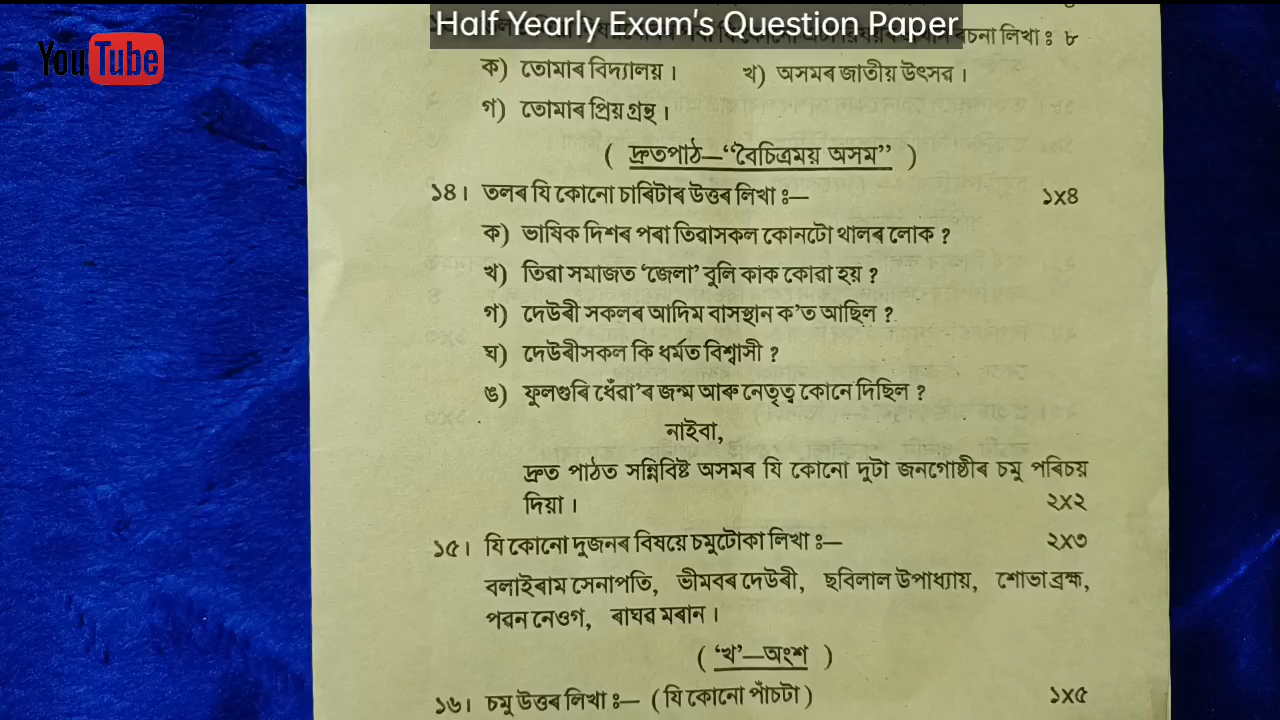 Half Yearly Exam's Question Paper
YouTube
ৰচনা লিখা ঃ ৮
ক) তোমাৰ বিদ্যালয়। খ) অসমৰ জাতীয় উৎসৱ।
গ) তোমাৰ প্ৰিয় গ্ৰন্থ।
( দ্ৰুতপাঠ—“বৈচিত্ৰময় অসম” )
১৪। তলৰ যি কোনো চাৰিটাৰ উত্তৰ লিখা ঃ— ১X৪
ক) ভাষিক দিশৰ পৰা তিৱাসকল কোনটো থালৰ লোক ?
খ) তিৱা সমাজত ‘জেলা’ বুলি কাক কোৱা হয় ?
গ) দেউৰী সকলৰ আদিম বাসস্থান ক’ত আছিল ?
ঘ) দেউৰীসকল কি ধৰ্মত বিশ্বাসী ?
ঙ) ফুলগুৰি ধেঁৱা’ৰ জন্ম আৰু নেতৃত্ব কোনে দিছিল ?
নাইবা,
দ্ৰুত পাঠত সন্নিবিষ্ট অসমৰ যি কোনো দুটা জনগোষ্ঠীৰ চমু পৰিচয়
দিয়া। ২X২
১৫। যি কোনো দুজনৰ বিষয়ে চমুটোকা লিখা ঃ— ২X৩
বলাইৰাম সেনাপতি, ভীমবৰ দেউৰী, ছবিলাল উপাধ্যায়, শোভা ব্ৰহ্ম,
পৱন নেওগ, ৰাঘৱ মৰান।
( ‘খ’—অংশ )
১৬। চমু উত্তৰ লিখা ঃ— ( যি কোনো পাঁচটা ) ১X৫